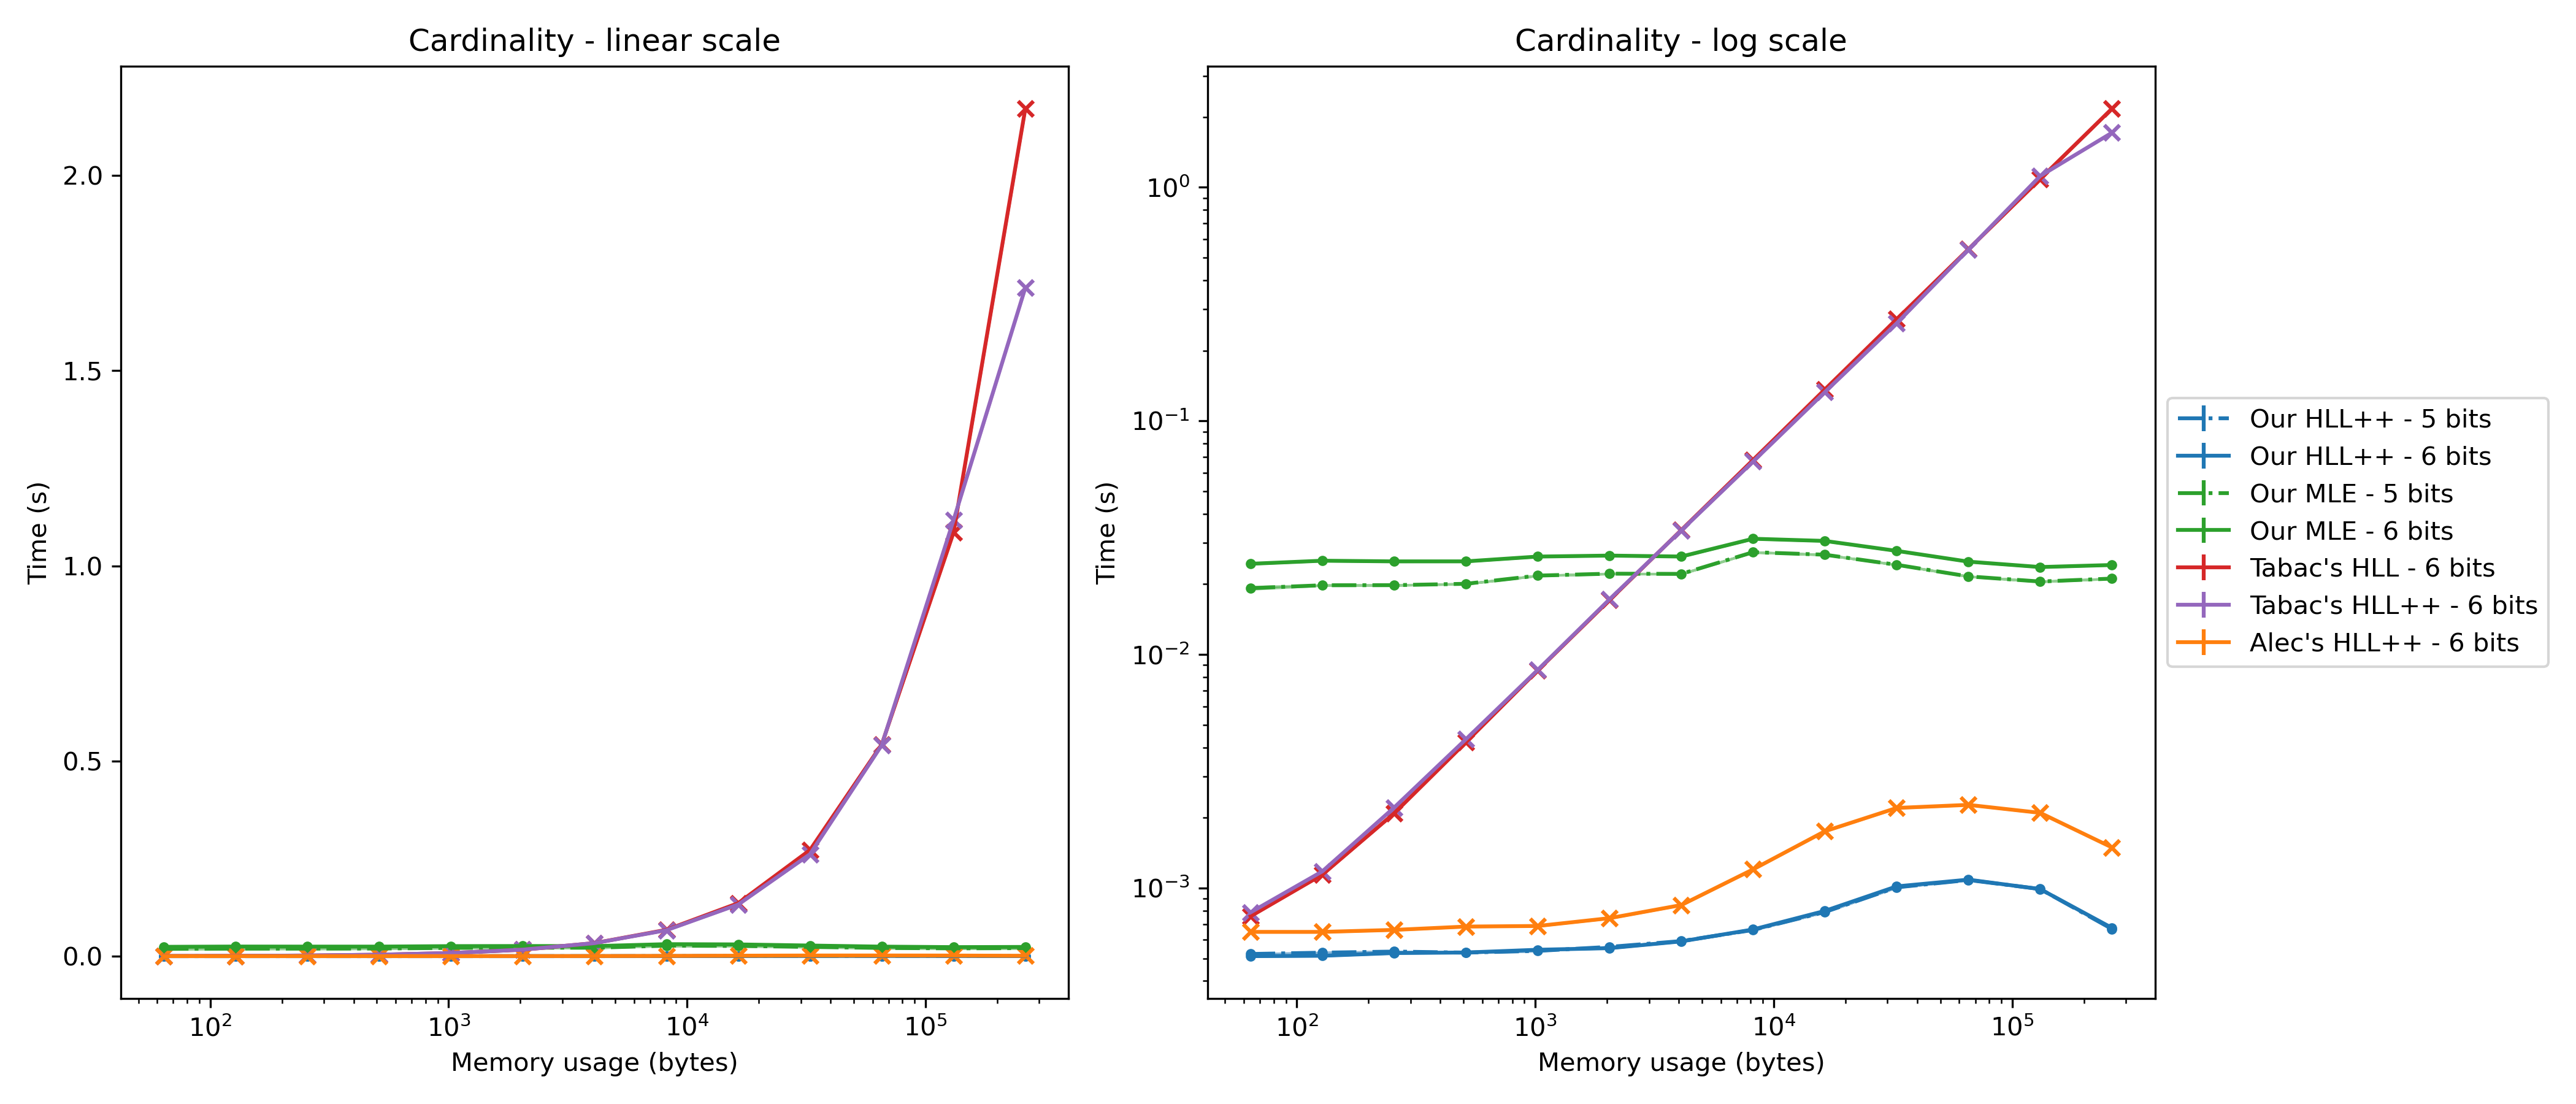 Cardinality - linear scale
Time (s)
2.0
1.5
1.0
0.5
0.0
10²
10³
10⁴
10⁵
Memory usage (bytes)
Cardinality - log scale
Time (s)
10⁰
10⁻¹
10⁻²
10⁻³
10²
10³
10⁴
10⁵
Memory usage (bytes)
Our HLL++ - 5 bits
Our HLL++ - 6 bits
Our MLE - 5 bits
Our MLE - 6 bits
Tabac's HLL - 6 bits
Tabac's HLL++ - 6 bits
Alec's HLL++ - 6 bits